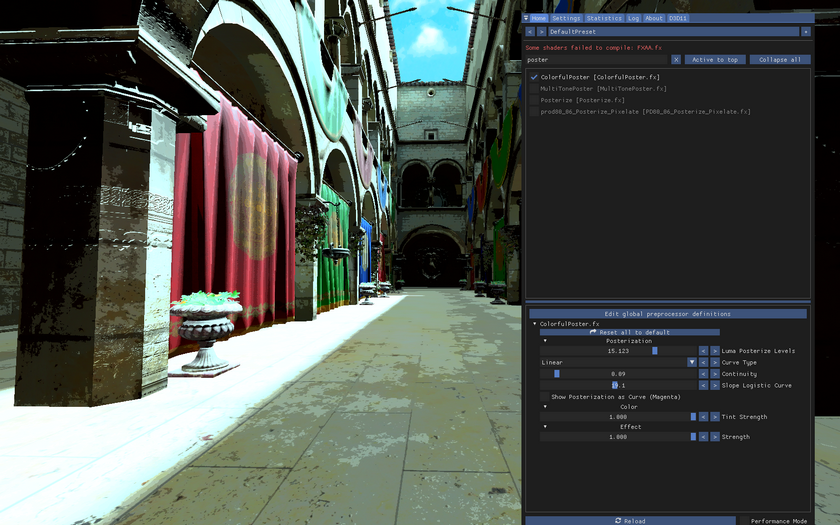 Home Settings Statistics Log About D3D11
< > DefaultPreset +
Some shaders failed to compile: FXAA.fx
poster X Active to top Collapse all
ColorfulPoster [ColorfulPoster.fx]
MultiTonePoster [MultiTonePoster.fx]
Posterize [Posterize.fx]
prod80_06_Posterize_Pixelate [PD80_06_Posterize_Pixelate.fx]
Edit global preprocessor definitions
ColorfulPoster.fx
Reset all to default
Posterization
15.123 < > Luma Posterize Levels
Linear < > Curve Type
0.09 < > Continuity
19.1 < > Slope Logistic Curve
Show Posterization as Curve (Magenta)
Color
1.000 < > Tint Strength
Effect
1.000 < > Strength
Reload Performance Mode